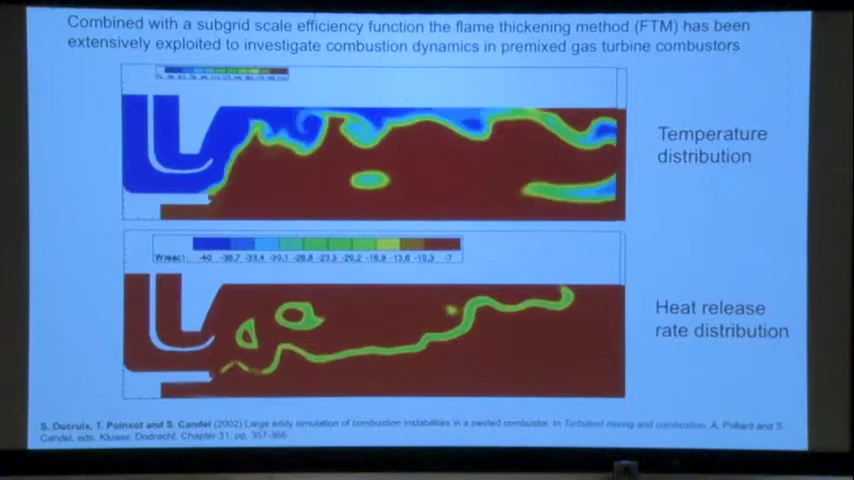 Combined with a subgrid scale efficiency function the flame thickening method (FTM) has been
extensively exploited to investigate combustion dynamics in premixed gas turbine combustors
Temperature
distribution
W reac1 -40 -36.7 -33.4 -30.1 -26.8 -23.5 -20.2 -16.9 -13.6 -10.3 -7
Heat release
rate distribution
S. Ducruix, T. Poinsot and S. Candel (2002) Large eddy simulation of combustion instabilities in a swirled combustor. In Turbulent mixing and combustion. A. Pollard and S.
Candel, eds. Kluwer, Dodrecht, Chapter 31, pp. 357-366